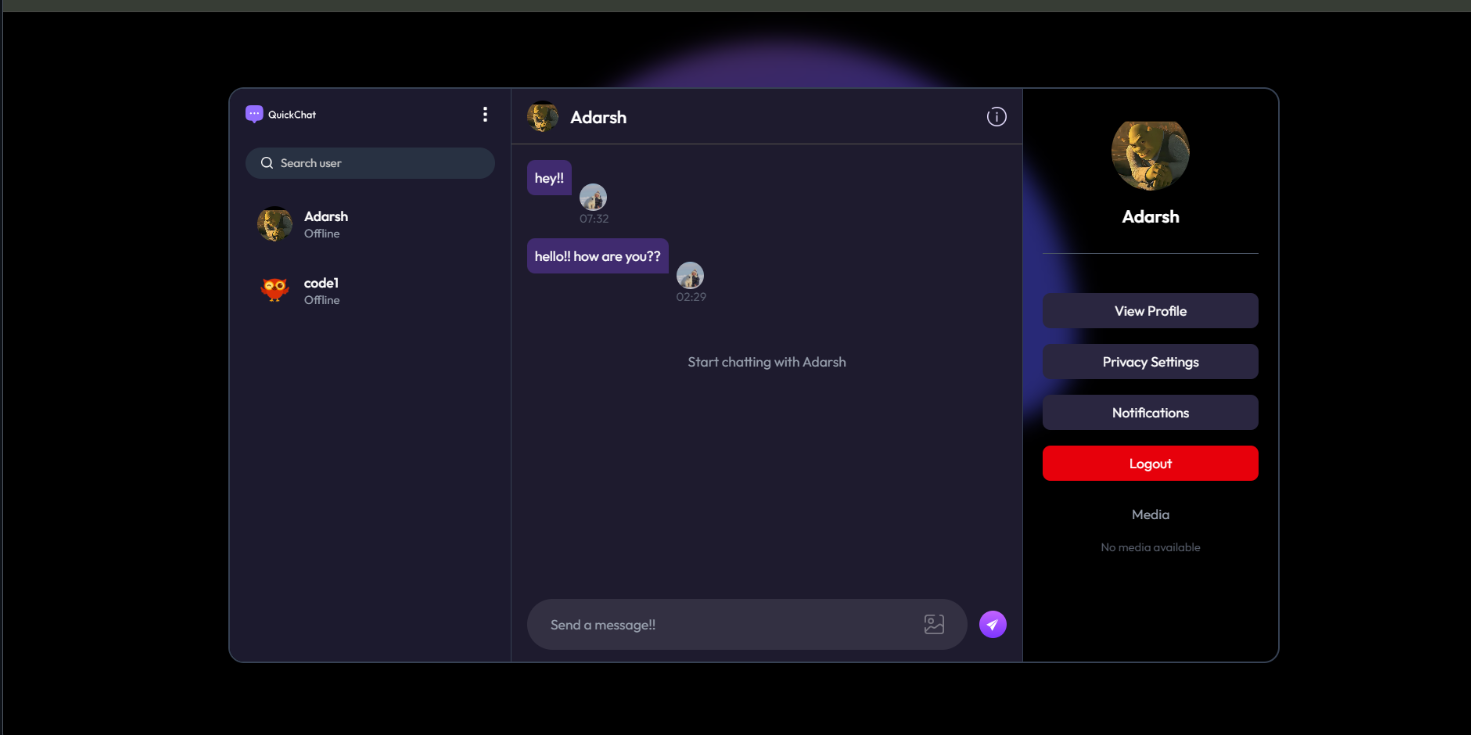 QuickChat
Search user
Adarsh
Offline
code1
Offline
Adarsh
hey!!
07:32
hello!! how are you??
02:29
Start chatting with Adarsh
Send a message!!
Adarsh
View Profile
Privacy Settings
Notifications
Logout
Media
No media available